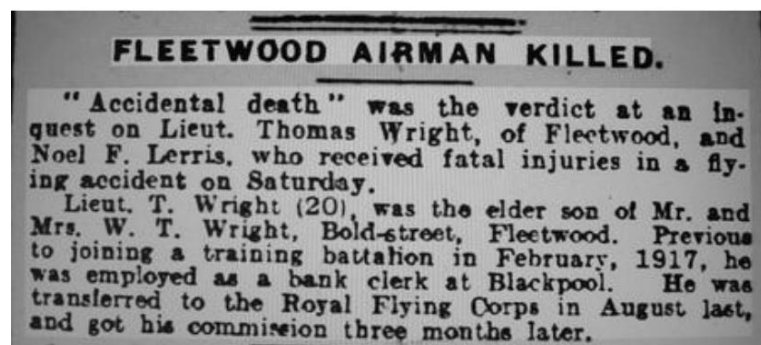 FLEETWOOD AIRMAN KILLED.
"Accidental death" was the verdict at an in-
quest on Lieut. Thomas Wright, of Fleetwood, and
Noel F. Lerris, who received fatal injuries in a fly-
ing accident on Saturday.
Lieut. T. Wright (20), was the elder son of Mr. and
Mrs. W. T. Wright, Bold-street, Fleetwood. Previous
to joining a training battalion in February, 1917, he
was employed as a bank clerk at Blackpool. He was
transferred to the Royal Flying Corps in August last,
and got his commission three months later.